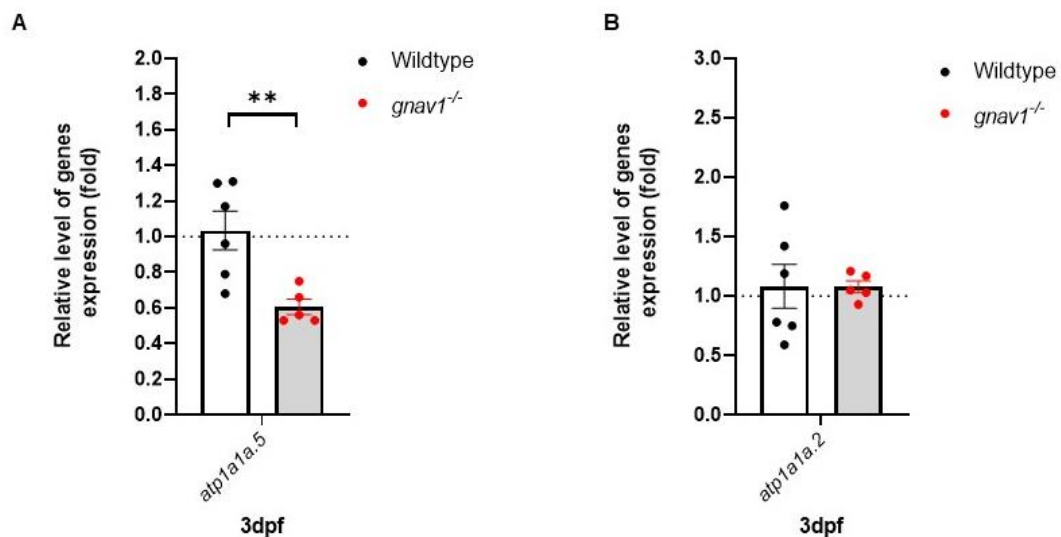 A
Relative level of genes
expression (fold)
2.0
1.8
1.6
1.4
1.2
1.0
0.8
0.6
0.4
0.2
0.0
**
Wildtype
gnav1-/-
atp1a1a.5
3dpf
B
Relative level of genes
expression (fold)
3.0
2.5
2.0
1.5
1.0
0.5
0.0
Wildtype
gnav1-/-
atp1a1a.2
3dpf